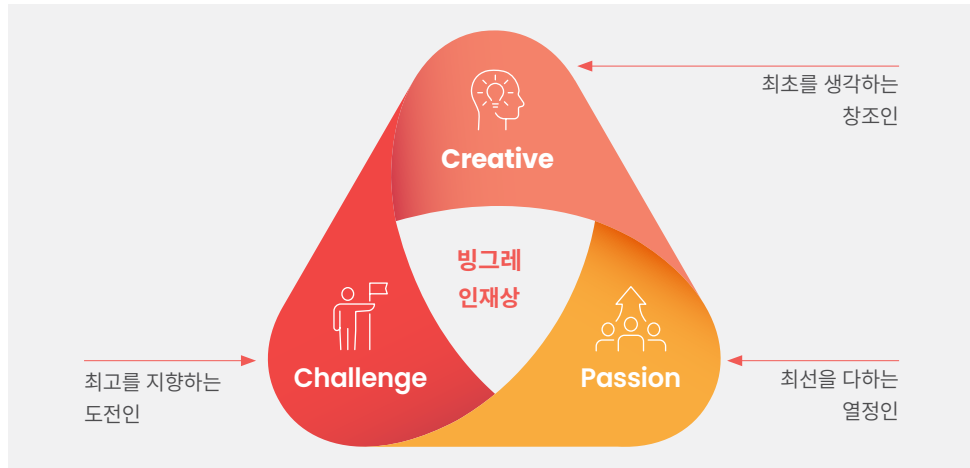 최초를 생각하는
창조인
Creative
빙그레
인재상
Challenge
최고를 지향하는
도전인
Passion
최선을 다하는
열정인